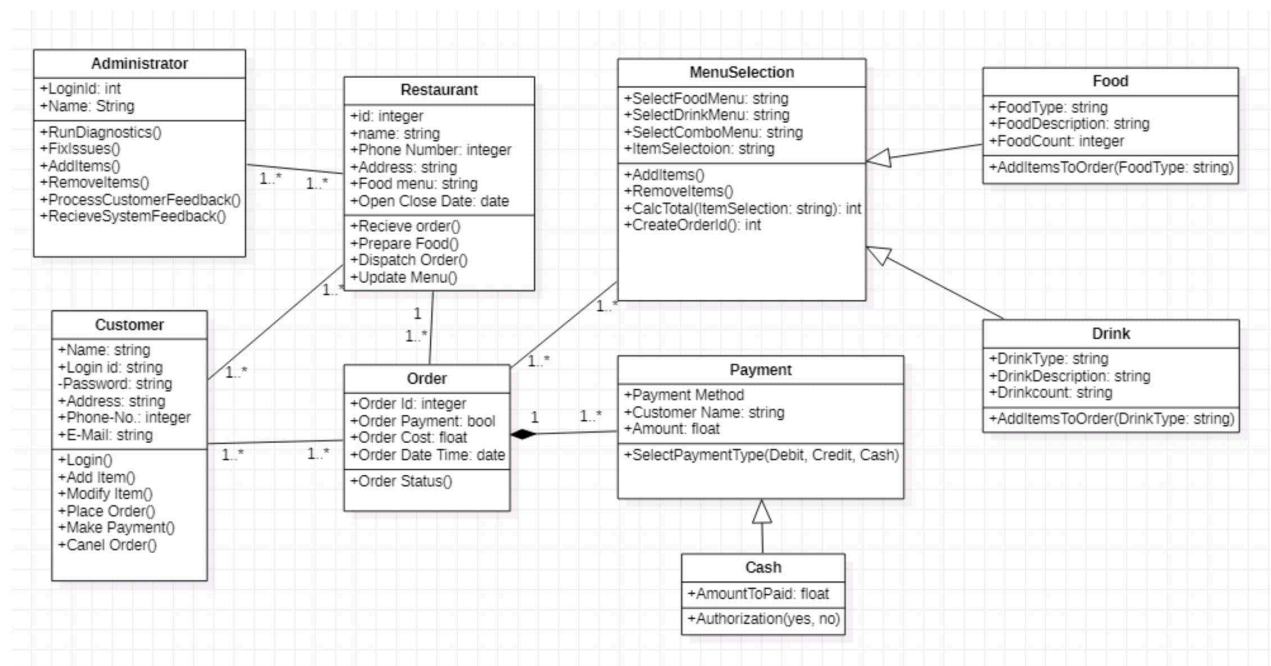 Administrator
+LoginId: int
+Name: String
+RunDiagnostics()
+FixIssues()
+AddItems()
+RemoveItems()
+ProcessCustomerFeedback()
+RecieveSystemFeedback()
1..*
1..*
Restaurant
+id: integer
+name: string
+Phone Number: integer
+Address: string
+Food menu: string
+Open Close Date: date
+Recieve order()
+Prepare Food()
+Dispatch Order()
+Update Menu()
MenuSelection
+SelectFoodMenu: string
+SelectDrinkMenu: string
+SelectComboMenu: string
+ItemSelectoion: string
+AddItems()
+RemoveItems()
+CalcTotal(ItemSelection: string): int
+CreateOrderId(): int
Food
+FoodType: string
+FoodDescription: string
+FoodCount: integer
+AddItemsToOrder(FoodType: string)
1..*
1..*
1
1..*
1..*
1..*
Customer
+Name: string
+Login id: string
-Password: string
+Address: string
+Phone-No.: integer
+E-Mail: string
+Login()
+Add Item()
+Modify Item()
+Place Order()
+Make Payment()
+Canel Order()
1..*
1..*
Order
+Order Id: integer
+Order Payment: bool
+Order Cost: float
+Order Date Time: date
+Order Status()
1
1..*
Payment
+Payment Method
+Customer Name: string
+Amount: float
+SelectPaymentType(Debit, Credit, Cash)
Drink
+DrinkType: string
+DrinkDescription: string
+Drinkcount: string
+AddItemsToOrder(DrinkType: string)
Cash
+AmountToPaid: float
+Authorization(yes, no)